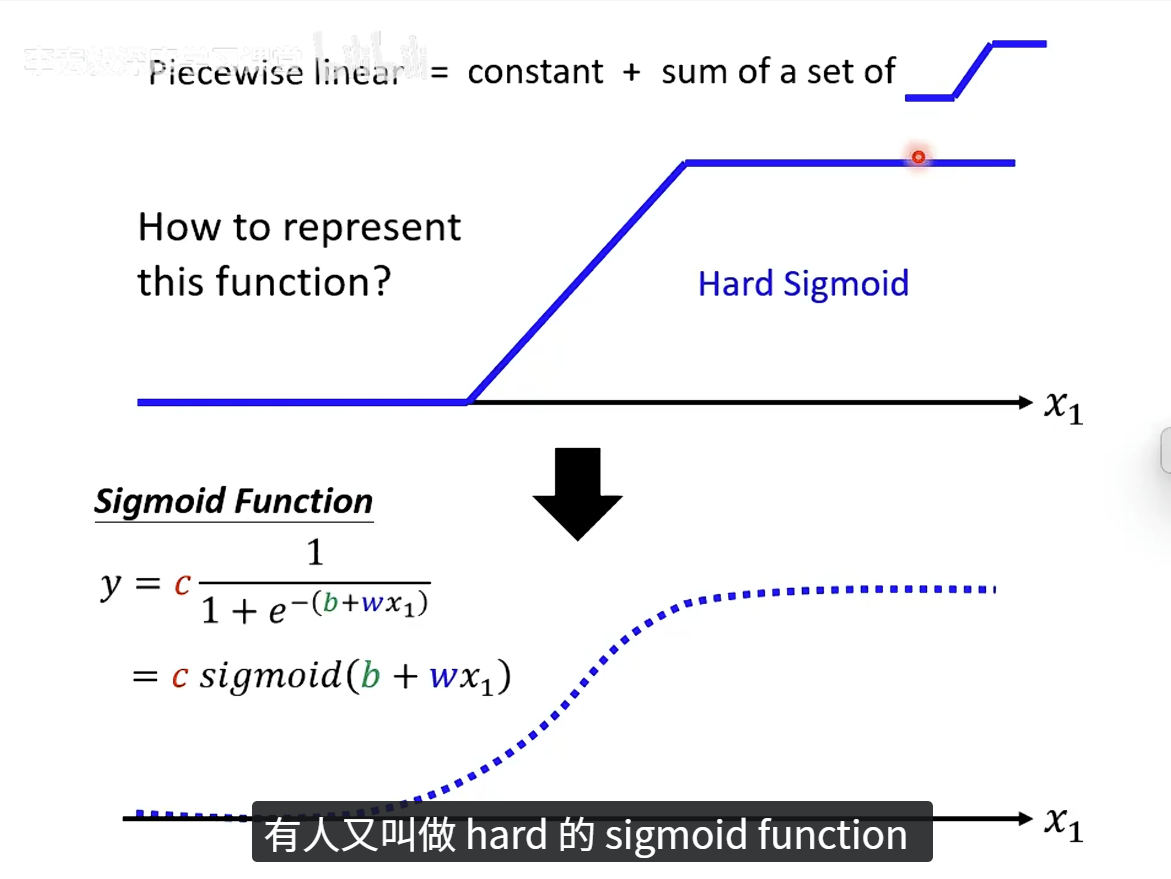 Piecewise linear = constant + sum of a set of
How to represent
this function?
Hard Sigmoid
x₁
Sigmoid Function
y = c 1 / (1 + e^−(b+wx₁))
= c sigmoid(b + wx₁)
x₁
有人又叫做 hard 的 sigmoid function